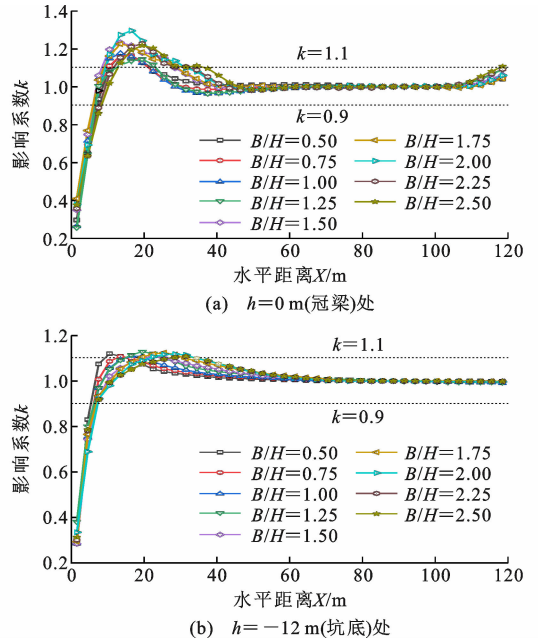 1.4
1.2
1.0
0.8
0.6
0.4
0.2
影响系数k
k=1.1
k=0.9
B/H=0.50
B/H=0.75
B/H=1.00
B/H=1.25
B/H=1.50
B/H=1.75
B/H=2.00
B/H=2.25
B/H=2.50
0 20 40 60 80 100 120
水平距离X/m
(a) h=0 m(冠梁)处
1.2
1.0
0.8
0.6
0.4
0.2
影响系数k
k=1.1
k=0.9
B/H=0.50
B/H=0.75
B/H=1.00
B/H=1.25
B/H=1.50
B/H=1.75
B/H=2.00
B/H=2.25
B/H=2.50
0 20 40 60 80 100 120
水平距离X/m
(b) h=－12 m(坑底)处